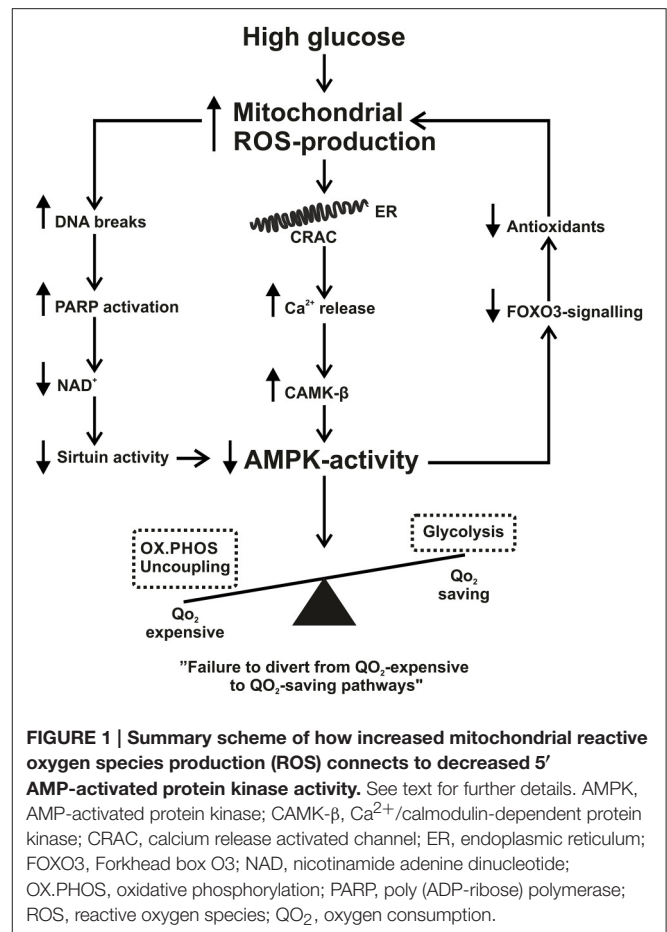 High glucose
Mitochondrial
ROS-production
DNA breaks
PARP activation
NAD⁺
Sirtuin activity
ER
CRAC
Ca²⁺ release
CAMK-β
AMPK-activity
Antioxidants
FOXO3-signalling
OX.PHOS
Uncoupling
Glycolysis
Qo₂
expensive
Qo₂
saving
”Failure to divert from QO₂-expensive
to QO₂-saving pathways"
FIGURE 1 | Summary scheme of how increased mitochondrial reactive
oxygen species production (ROS) connects to decreased 5′
AMP-activated protein kinase activity. See text for further details. AMPK,
AMP-activated protein kinase; CAMK-β, Ca2+/calmodulin-dependent protein
kinase; CRAC, calcium release activated channel; ER, endoplasmic reticulum;
FOXO3, Forkhead box O3; NAD, nicotinamide adenine dinucleotide;
OX.PHOS, oxidative phosphorylation; PARP, poly (ADP-ribose) polymerase;
ROS, reactive oxygen species; QO₂, oxygen consumption.